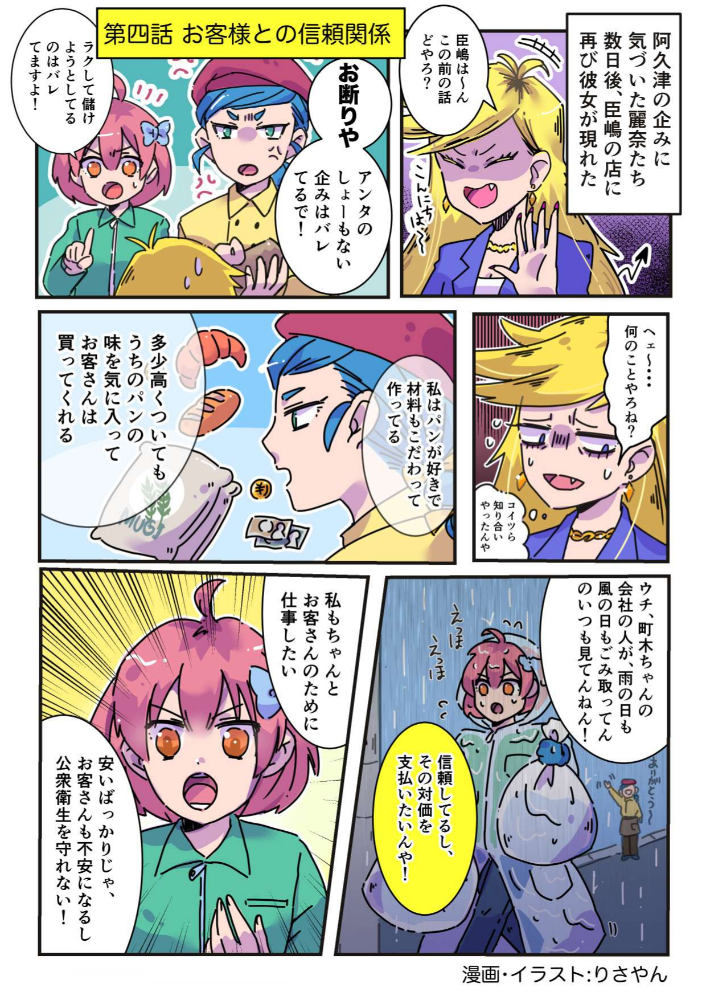 第四話 お客様との信頼関係
阿久津の企みに
気づいた麗奈たち
数日後、臣嶋の店に
再び彼女が現れた
臣嶋は〜ん
この前の話
どやろ?
こんにちは〜
お断りや
アンタの
しょーもない
企みはバレ
てるで!
ラクして儲け
ようとしてる
のはバレ
てますよ!
ヘェ〜‥‥
何のことやろね?
コイツら
知り合い
やったんや
私はパンが好きで
材料もこだわって
作ってる
多少高くついても
うちのパンの
味を気に入って
お客さんは
買ってくれる
MUGI
ウチ、町木ちゃんの
会社の人が、雨の日も
風の日もごみ取ってん
のいつも見てんねん!
えっほ
えっほ
ありがとう〜
信頼してるし、
その対価を
支払いたいんや!
私もちゃんと
お客さんのために
仕事したい
安いばっかりじゃ、
お客さんも不安になるし
公衆衛生を守れない!
漫画・イラスト:りさやん